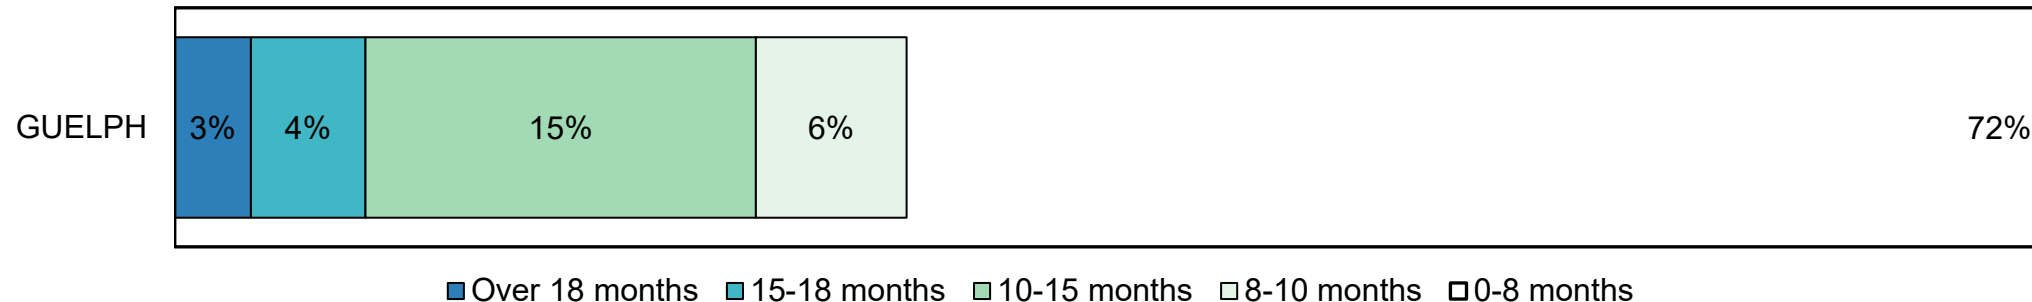 GUELPH 3% 4% 15% 6% 72%
Over 18 months 15-18 months 10-15 months 8-10 months 0-8 months